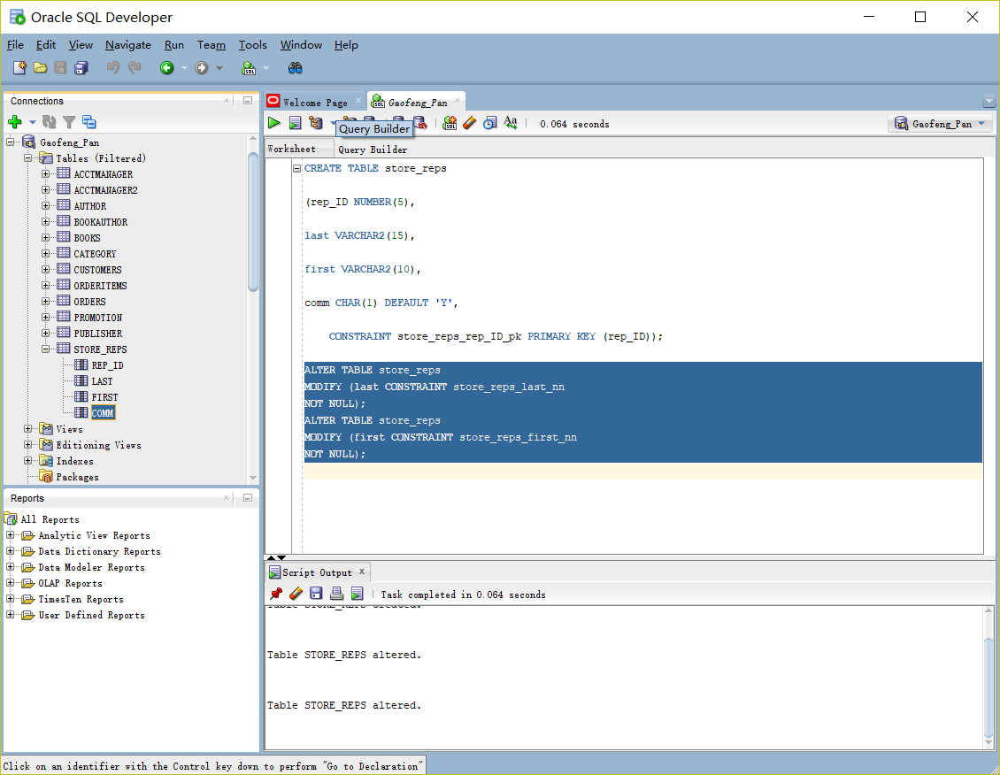 Oracle SQL Developer
File Edit View Navigate Run Team Tools Window Help
Connections
Gaofeng_Pan
Tables (Filtered)
ACCTMANAGER
ACCTMANAGER2
AUTHOR
BOOKAUTHOR
BOOKS
CATEGORY
CUSTOMERS
ORDERITEMS
ORDERS
PROMOTION
PUBLISHER
STORE_REPS
REP_ID
LAST
FIRST
COMM
Views
Editioning Views
Indexes
Packages
Reports
All Reports
Analytic View Reports
Data Dictionary Reports
Data Modeler Reports
OLAP Reports
TimesTen Reports
User Defined Reports
Welcome Page
Gaofeng_Pan
0.064 seconds
Gaofeng_Pan
Query Builder
Worksheet Query Builder
CREATE TABLE store_reps
(rep_ID NUMBER(5),
last VARCHAR2(15),
first VARCHAR2(10),
comm CHAR(1) DEFAULT 'Y',
CONSTRAINT store_reps_rep_ID_pk PRIMARY KEY (rep_ID));
ALTER TABLE store_reps
MODIFY (last CONSTRAINT store_reps_last_nn
NOT NULL);
ALTER TABLE store_reps
MODIFY (first CONSTRAINT store_reps_first_nn
NOT NULL);
Script Output
Task completed in 0.064 seconds
Table STORE_REPS created.
Table STORE_REPS altered.
Table STORE_REPS altered.
Click on an identifier with the Control key down to perform "Go to Declaration"